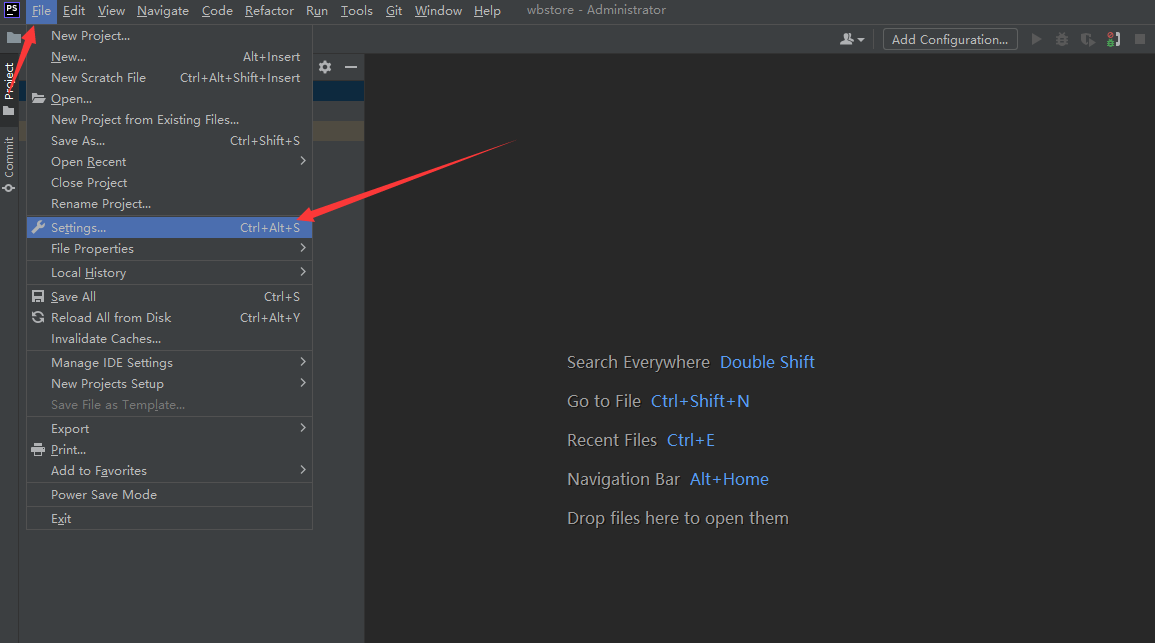 PS File Edit View Navigate Code Refactor Run Tools Git Window Help wbstore - Administrator
Add Configuration...
Project
Commit
New Project...
New... Alt+Insert
New Scratch File Ctrl+Alt+Shift+Insert
Open...
New Project from Existing Files...
Save As... Ctrl+Shift+S
Open Recent
Close Project
Rename Project...
Settings... Ctrl+Alt+S
File Properties
Local History
Save All Ctrl+S
Reload All from Disk Ctrl+Alt+Y
Invalidate Caches...
Manage IDE Settings
New Projects Setup
Save File as Template...
Export
Print...
Add to Favorites
Power Save Mode
Exit
Search Everywhere Double Shift
Go to File Ctrl+Shift+N
Recent Files Ctrl+E
Navigation Bar Alt+Home
Drop files here to open them